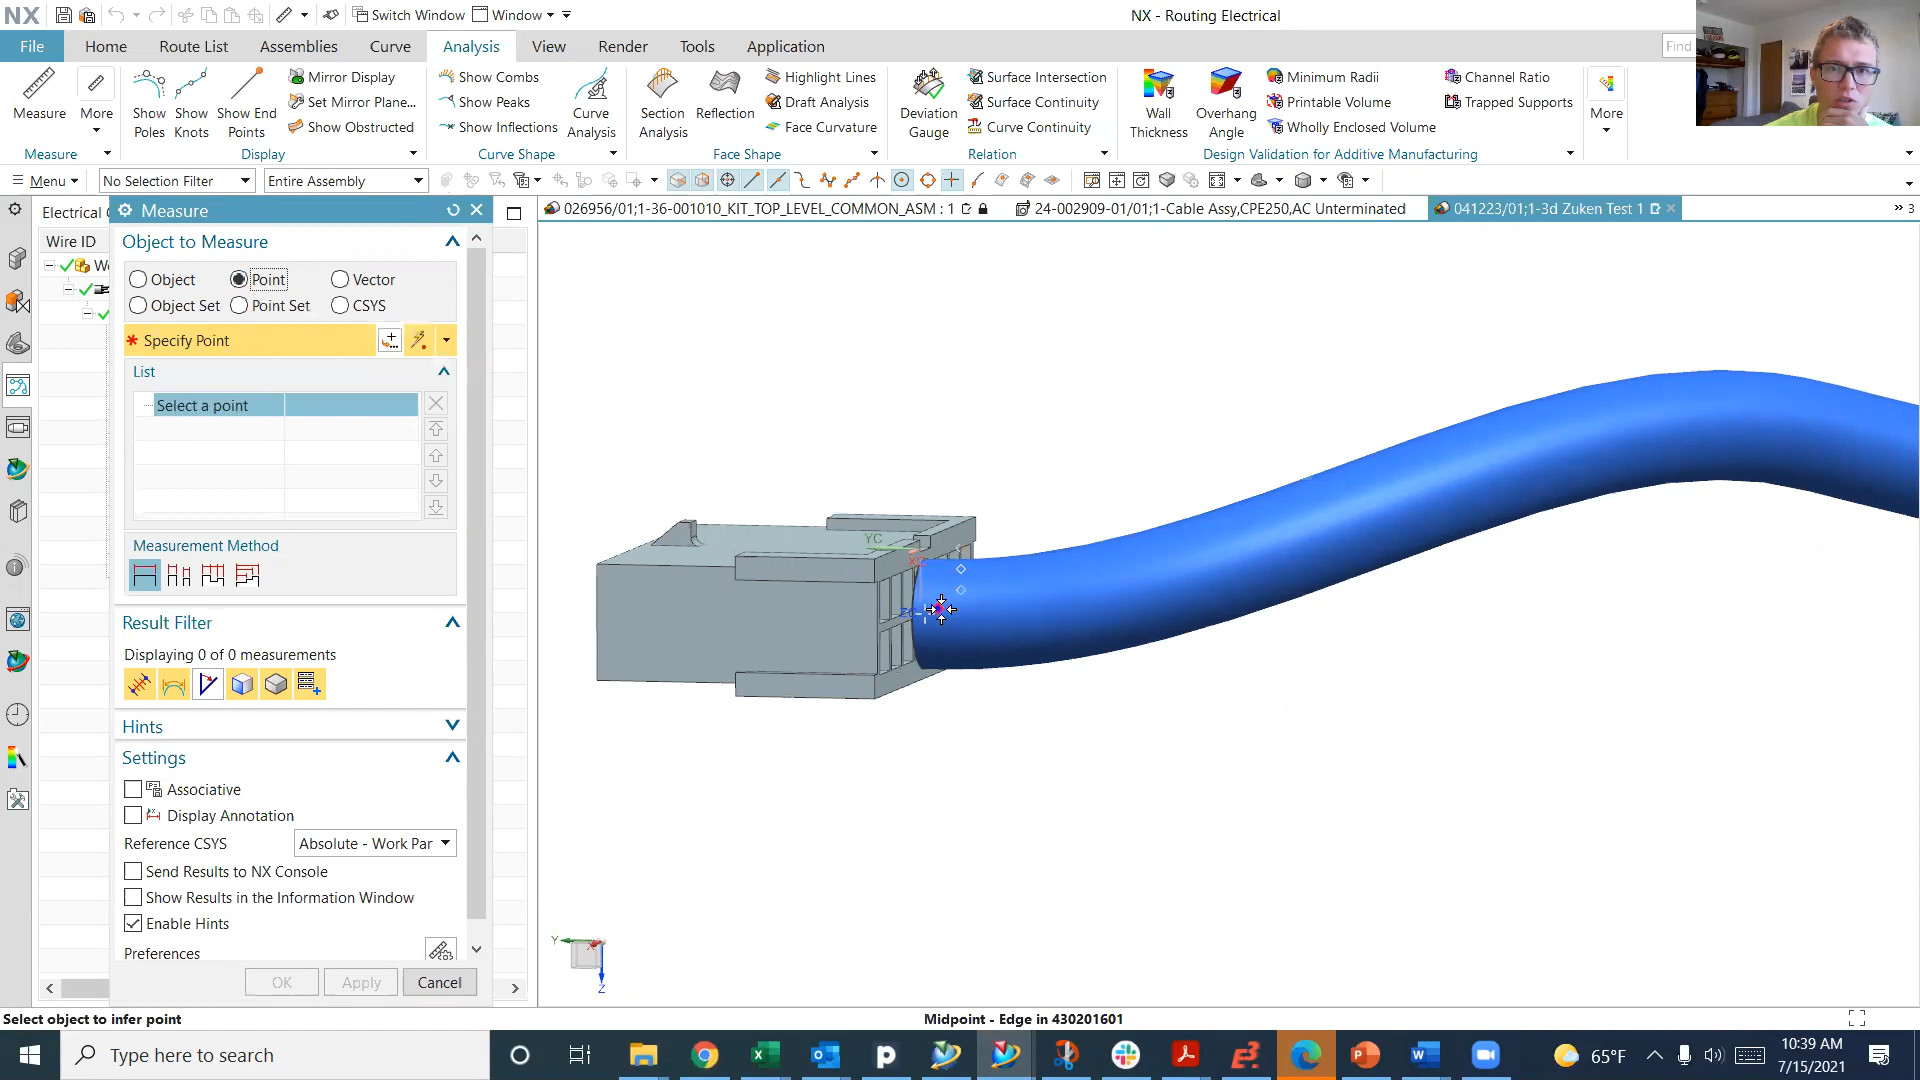 NX
Switch Window
Window
NX - Routing Electrical
File
Home
Route List
Assemblies
Curve
Analysis
View
Render
Tools
Application
Find
Measure
More
Show Poles
Show Knots
Show End Points
Mirror Display
Set Mirror Plane...
Show Obstructed
Show Combs
Show Peaks
Show Inflections
Curve Analysis
Section Analysis
Reflection
Highlight Lines
Draft Analysis
Face Curvature
Deviation Gauge
Surface Intersection
Surface Continuity
Curve Continuity
Wall Thickness
Overhang Angle
Minimum Radii
Printable Volume
Wholly Enclosed Volume
Channel Ratio
Trapped Supports
More
Measure
Display
Curve Shape
Face Shape
Relation
Design Validation for Additive Manufacturing
Menu
No Selection Filter
Entire Assembly
Electrical
Measure
026956/01;1-36-001010_KIT_TOP_LEVEL_COMMON_ASM : 1
24-002909-01/01;1-Cable Assy,CPE250,AC Unterminated
041223/01;1-3d Zuken Test 1
3
Wire ID
Object to Measure
Object
Point
Vector
Object Set
Point Set
CSYS
* Specify Point
List
Select a point
Measurement Method
Result Filter
Displaying 0 of 0 measurements
Hints
Settings
Associative
Display Annotation
Reference CSYS
Absolute - Work Par
Send Results to NX Console
Show Results in the Information Window
Enable Hints
Preferences
OK
Apply
Cancel
YC
Y
X
Z
Select object to infer point
Midpoint - Edge in 430201601
Type here to search
65°F
10:39 AM
7/15/2021